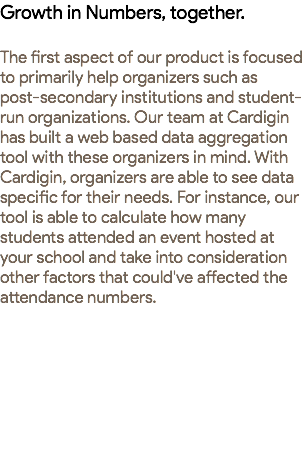 Growth in Numbers, together.
The first aspect of our product is focused
to primarily help organizers such as
post-secondary institutions and student-
run organizations. Our team at Cardigin
has built a web based data aggregation
tool with these organizers in mind. With
Cardigin, organizers are able to see data
specific for their needs. For instance, our
tool is able to calculate how many
students attended an event hosted at
your school and take into consideration
other factors that could've affected the
attendance numbers.